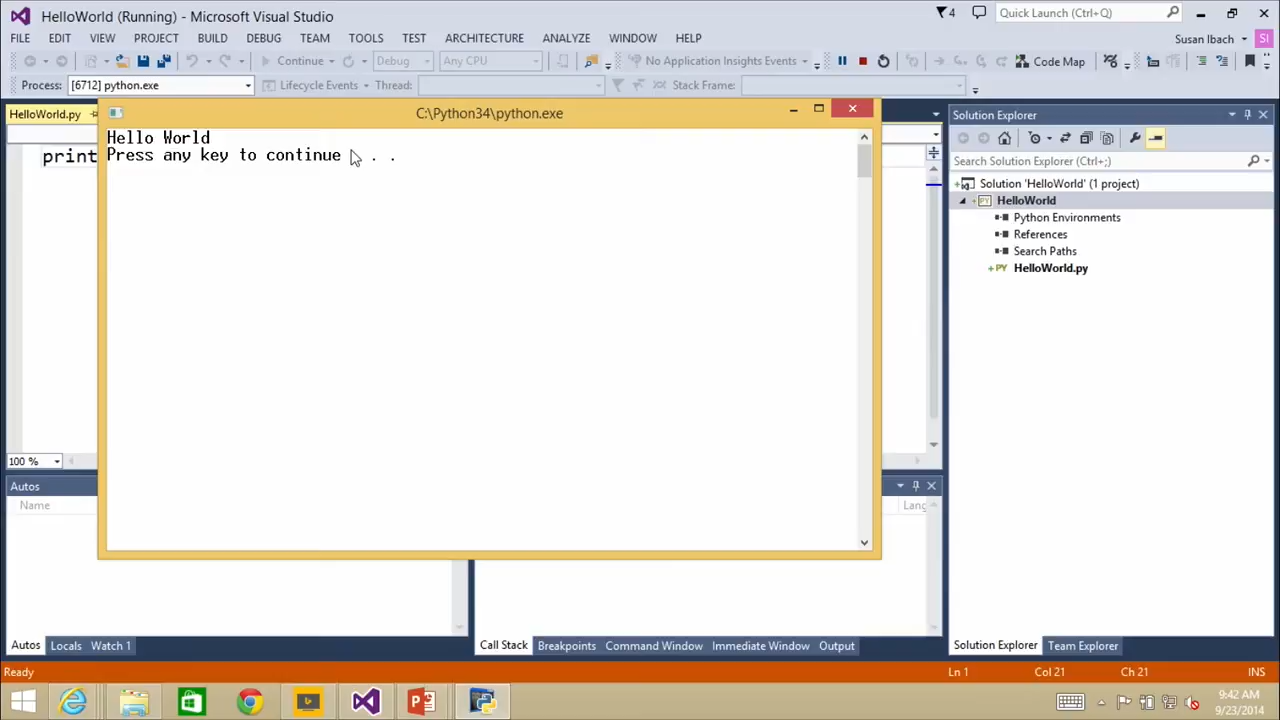 HelloWorld (Running) - Microsoft Visual Studio
4
Quick Launch (Ctrl+Q)
FILE EDIT VIEW PROJECT BUILD DEBUG TEAM TOOLS TEST ARCHITECTURE ANALYZE WINDOW HELP
Susan Ibach
SI
Continue
Debug
Any CPU
No Application Insights Events
Code Map
Process: [6712] python.exe
Lifecycle Events
Thread:
Stack Frame:
HelloWorld.py
print
C:\Python34\python.exe
Hello World
Press any key to continue . . .
100 %
Autos
Name
Lang
Autos Locals Watch 1
Call Stack Breakpoints Command Window Immediate Window Output
Solution Explorer
Search Solution Explorer (Ctrl+;)
Solution 'HelloWorld' (1 project)
PY HelloWorld
Python Environments
References
Search Paths
PY HelloWorld.py
Solution Explorer Team Explorer
Ready
Ln 1 Col 21 Ch 21 INS
9:42 AM
9/23/2014